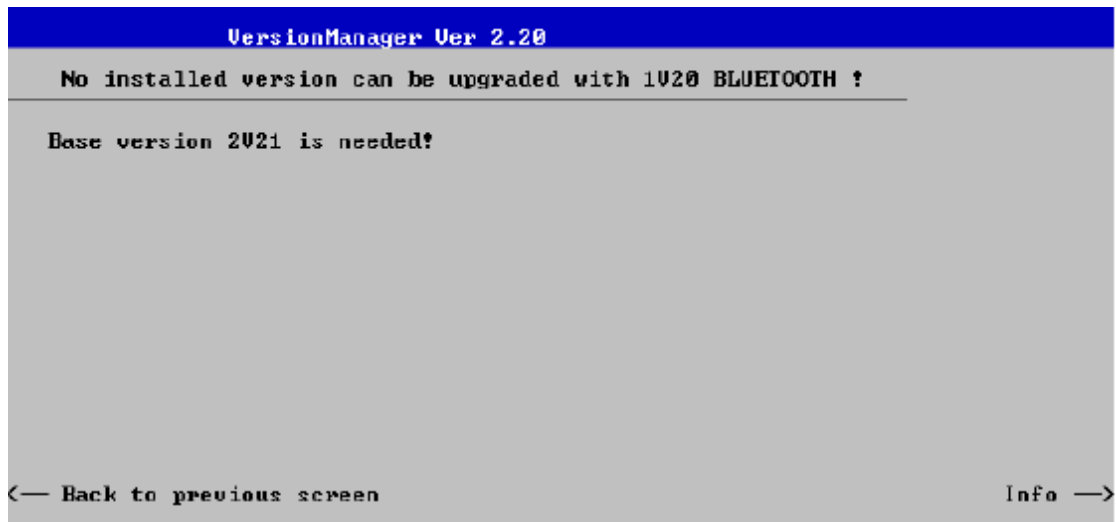 VersionManager Ver 2.20
No installed version can be upgraded with 1V20 BLUETOOTH !
Base version 2V21 is needed!
<— Back to previous screen
Info —>